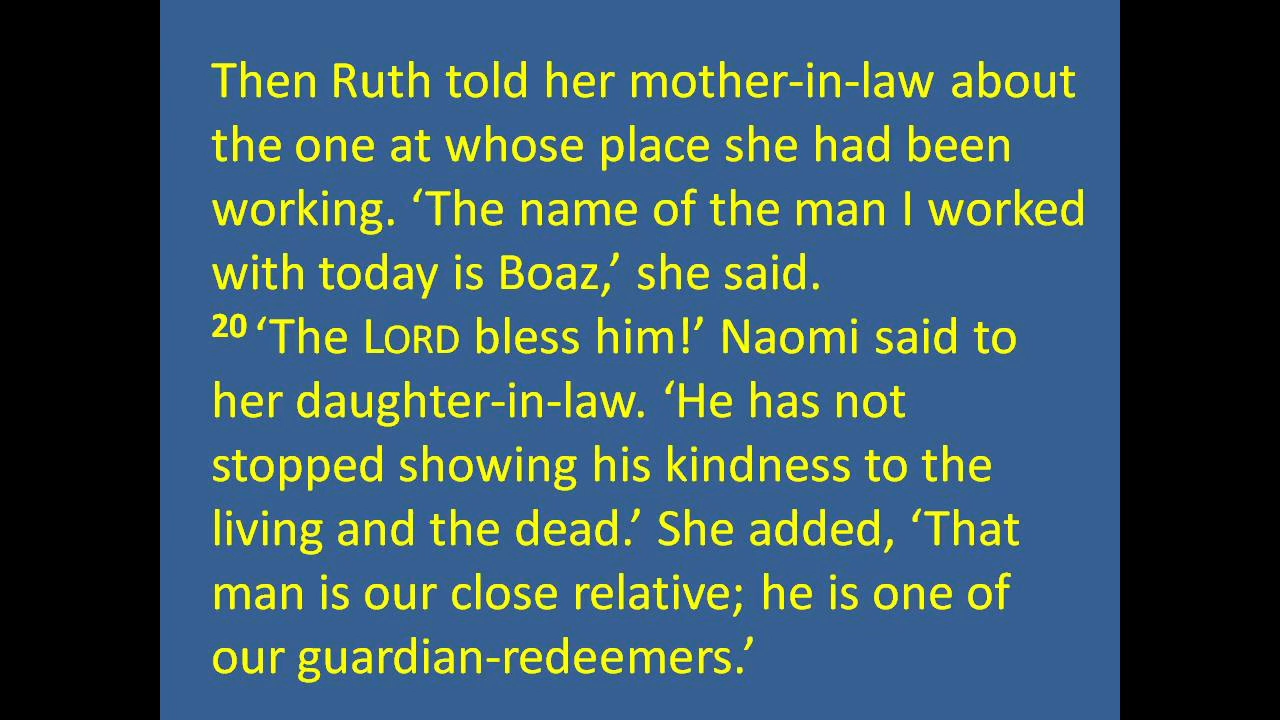 Then Ruth told her mother-in-law about
the one at whose place she had been
working. ‘The name of the man I worked
with today is Boaz,’ she said.
20 ‘The LORD bless him!’ Naomi said to
her daughter-in-law. ‘He has not
stopped showing his kindness to the
living and the dead.’ She added, ‘That
man is our close relative; he is one of
our guardian-redeemers.’